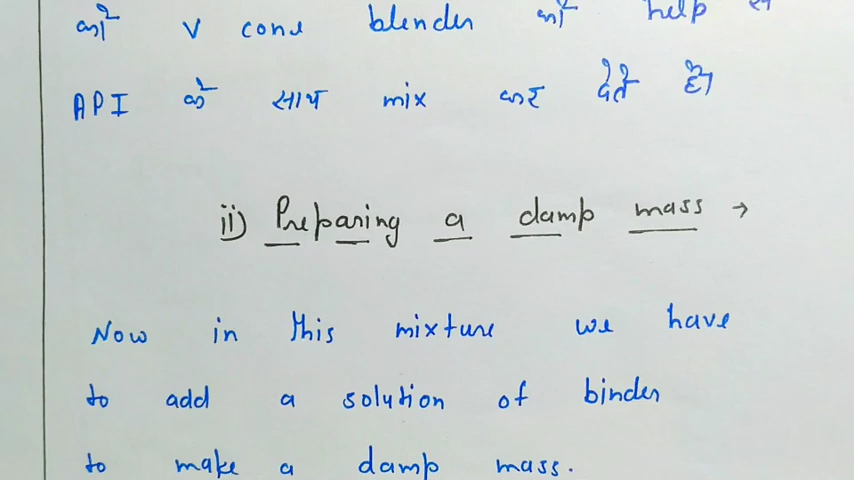 को V cone blender की help से
API के साथ mix कर देते हैं
ii) Preparing a damp mass →
Now in this mixture we have
to add a solution of binder
to make a damp mass.